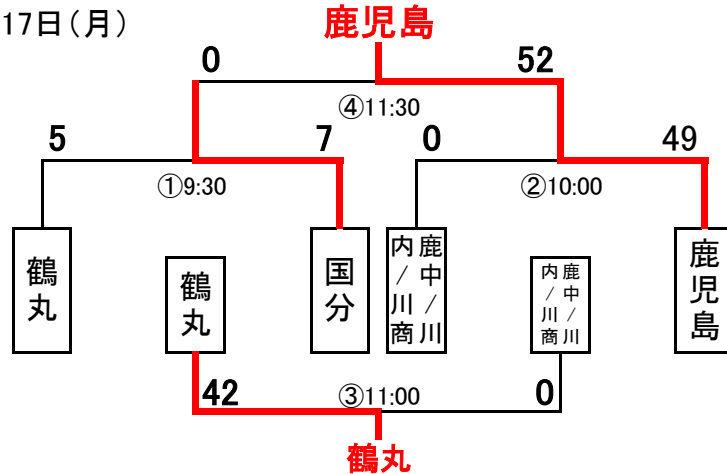 17日（月）
鹿児島
0
52
④11:30
5
7
0
49
①9:30
②10:00
鶴丸
鶴丸
国分
鹿中/川
内/川商
鹿中/川
内/川商
鹿児島
42
③11:00
0
鶴丸